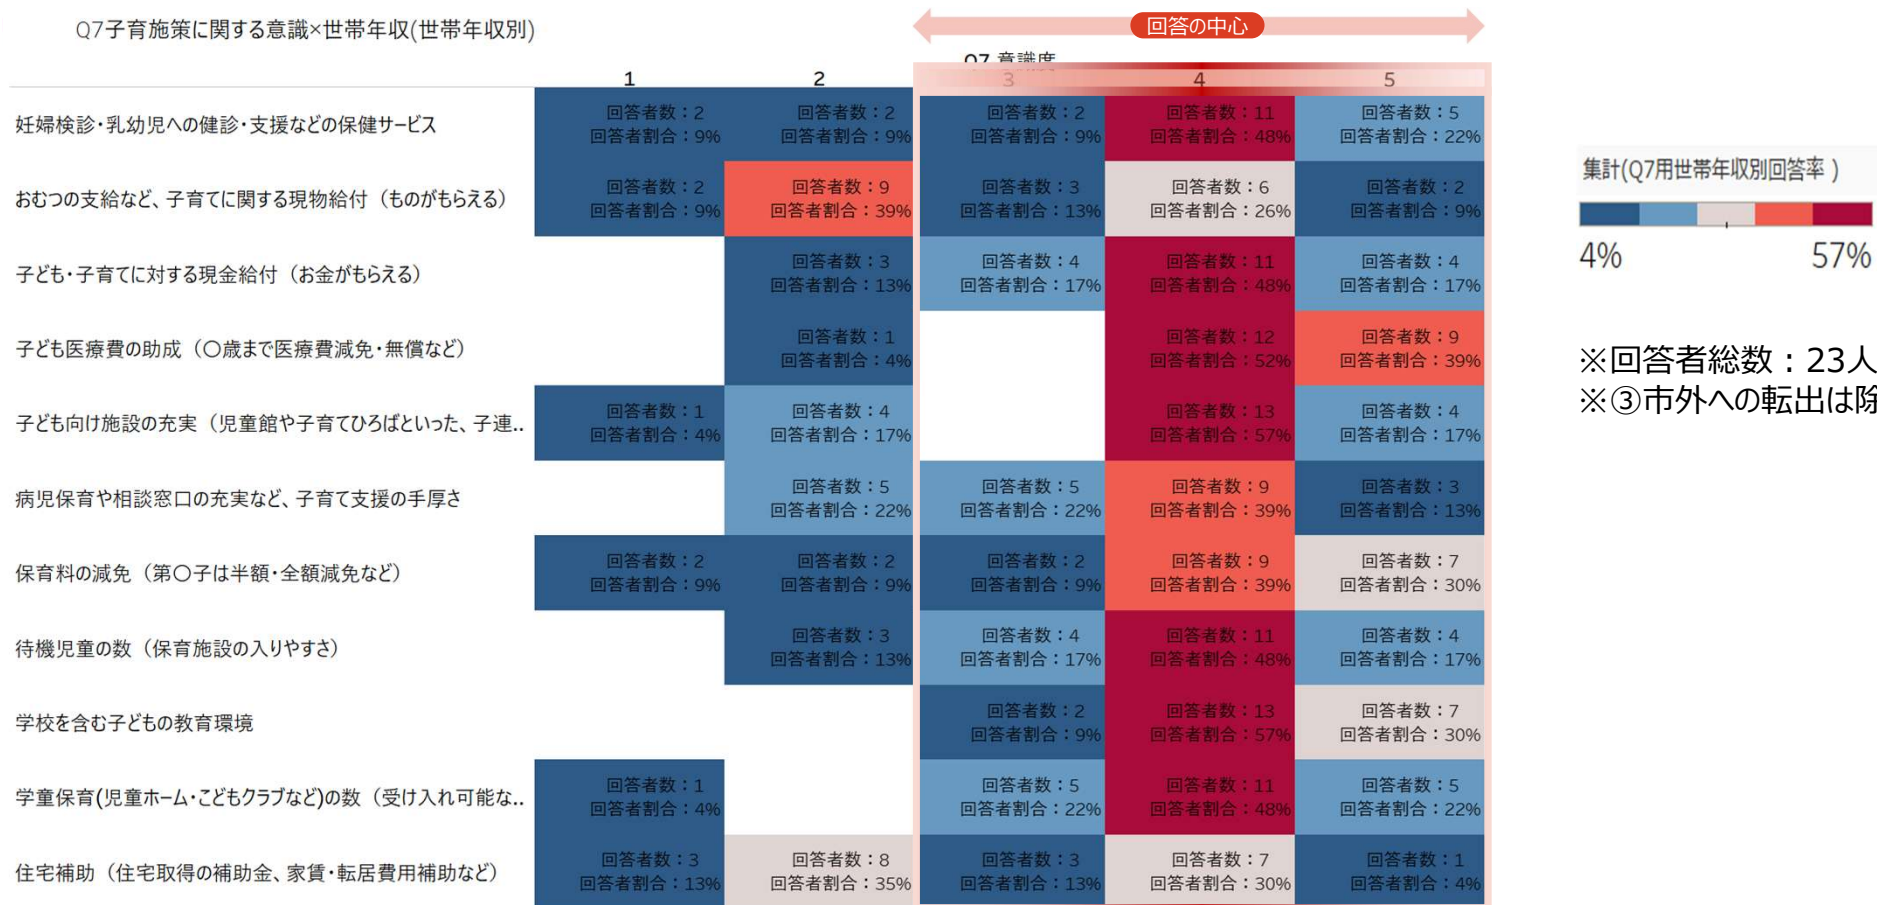 Q7子育施策に関する意識×世帯年収(世帯年収別)
回答の中心
Q7 意識度
1 2 3 4 5
妊婦検診・乳幼児への健診・支援などの保健サービス
回答者数：2 回答者数：2 回答者数：2 回答者数：11 回答者数：5
回答者割合：9% 回答者割合：9% 回答者割合：9% 回答者割合：48% 回答者割合：22%
おむつの支給など、子育てに関する現物給付（ものがもらえる）
回答者数：2 回答者数：9 回答者数：3 回答者数：6 回答者数：2
回答者割合：9% 回答者割合：39% 回答者割合：13% 回答者割合：26% 回答者割合：9%
子ども・子育てに対する現金給付（お金がもらえる）
回答者数：3 回答者数：4 回答者数：11 回答者数：4
回答者割合：13% 回答者割合：17% 回答者割合：48% 回答者割合：17%
子ども医療費の助成（〇歳まで医療費減免・無償など）
回答者数：1 回答者数：12 回答者数：9
回答者割合：4% 回答者割合：52% 回答者割合：39%
子ども向け施設の充実（児童館や子育てひろばといった、子連..
回答者数：1 回答者数：4 回答者数：13 回答者数：4
回答者割合：4% 回答者割合：17% 回答者割合：57% 回答者割合：17%
病児保育や相談窓口の充実など、子育て支援の手厚さ
回答者数：5 回答者数：5 回答者数：9 回答者数：3
回答者割合：22% 回答者割合：22% 回答者割合：39% 回答者割合：13%
保育料の減免（第〇子は半額・全額減免など）
回答者数：2 回答者数：2 回答者数：2 回答者数：9 回答者数：7
回答者割合：9% 回答者割合：9% 回答者割合：9% 回答者割合：39% 回答者割合：30%
待機児童の数（保育施設の入りやすさ）
回答者数：3 回答者数：4 回答者数：11 回答者数：4
回答者割合：13% 回答者割合：17% 回答者割合：48% 回答者割合：17%
学校を含む子どもの教育環境
回答者数：2 回答者数：13 回答者数：7
回答者割合：9% 回答者割合：57% 回答者割合：30%
学童保育(児童ホーム・こどもクラブなど)の数（受け入れ可能な..
回答者数：1 回答者数：5 回答者数：11 回答者数：5
回答者割合：4% 回答者割合：22% 回答者割合：48% 回答者割合：22%
住宅補助（住宅取得の補助金、家賃・転居費用補助など）
回答者数：3 回答者数：8 回答者数：3 回答者数：7 回答者数：1
回答者割合：13% 回答者割合：35% 回答者割合：13% 回答者割合：30% 回答者割合：4%
集計(Q7用世帯年収別回答率 )
4% 57%
※回答者総数：23人
※③市外への転出は除